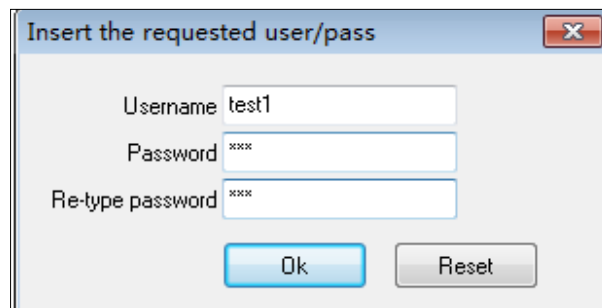 Insert the requested user/pass
Username test1
Password ***
Re-type password ***
Ok Reset